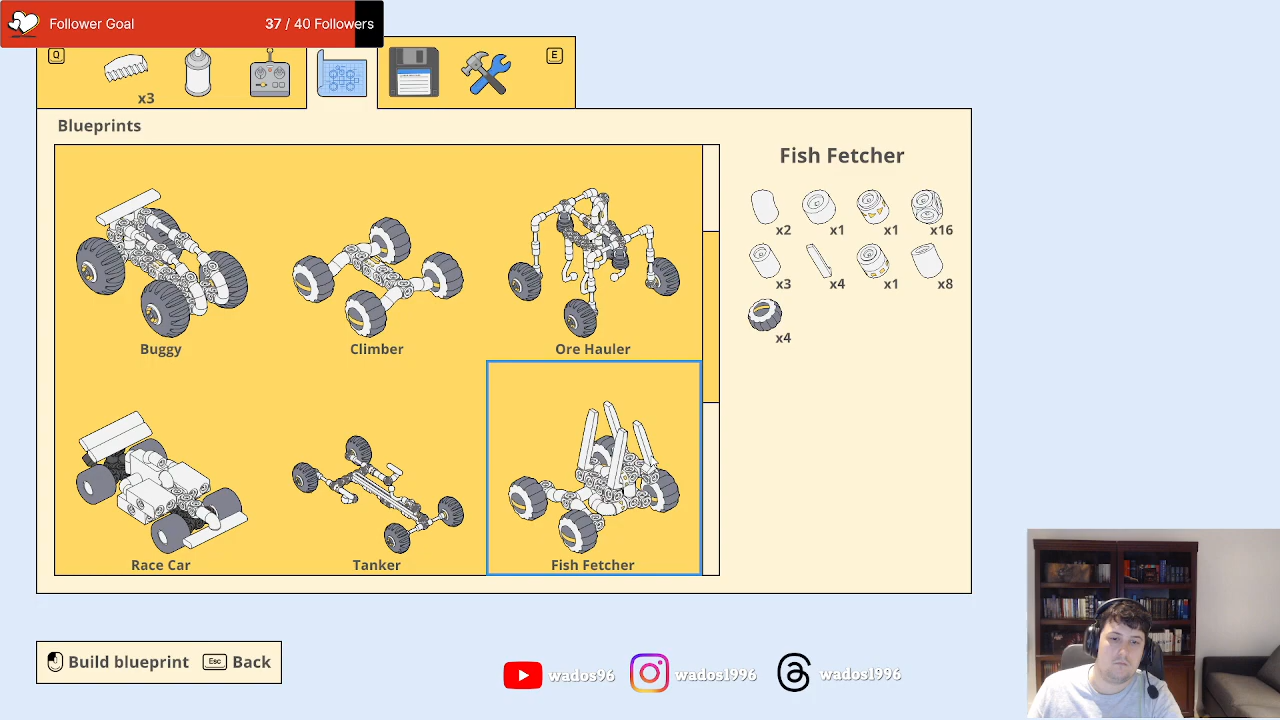 Follower Goal 37 / 40 Followers
Q
E
x3
Blueprints
Fish Fetcher
x2 x1 x1 x16
x3 x4 x1 x8
x4
Buggy Climber Ore Hauler
Race Car Tanker Fish Fetcher
Build blueprint Esc Back
wados96 wados1996 wados1996